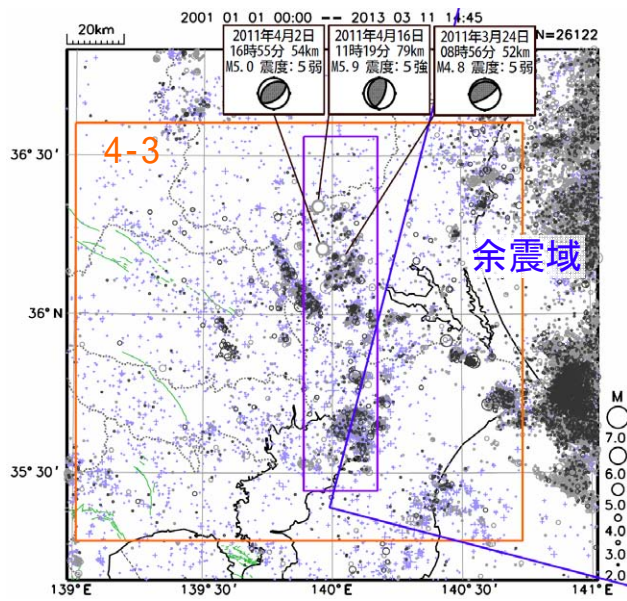 2001 01 01 00:00 -- 2013 03 11 14:45
20km
N=26122
2011年4月2日
16時55分 54km
M5.0 震度:5弱
2011年4月16日
11時19分 79km
M5.9 震度:5強
2011年3月24日
08時56分 52km
M4.8 震度:5弱
36°30′
4-3
余震域
36°N
35°30′
M
7.0
6.0
5.0
4.0
3.0
2.0
139°E
139°30′
140°E
140°30′
141°E